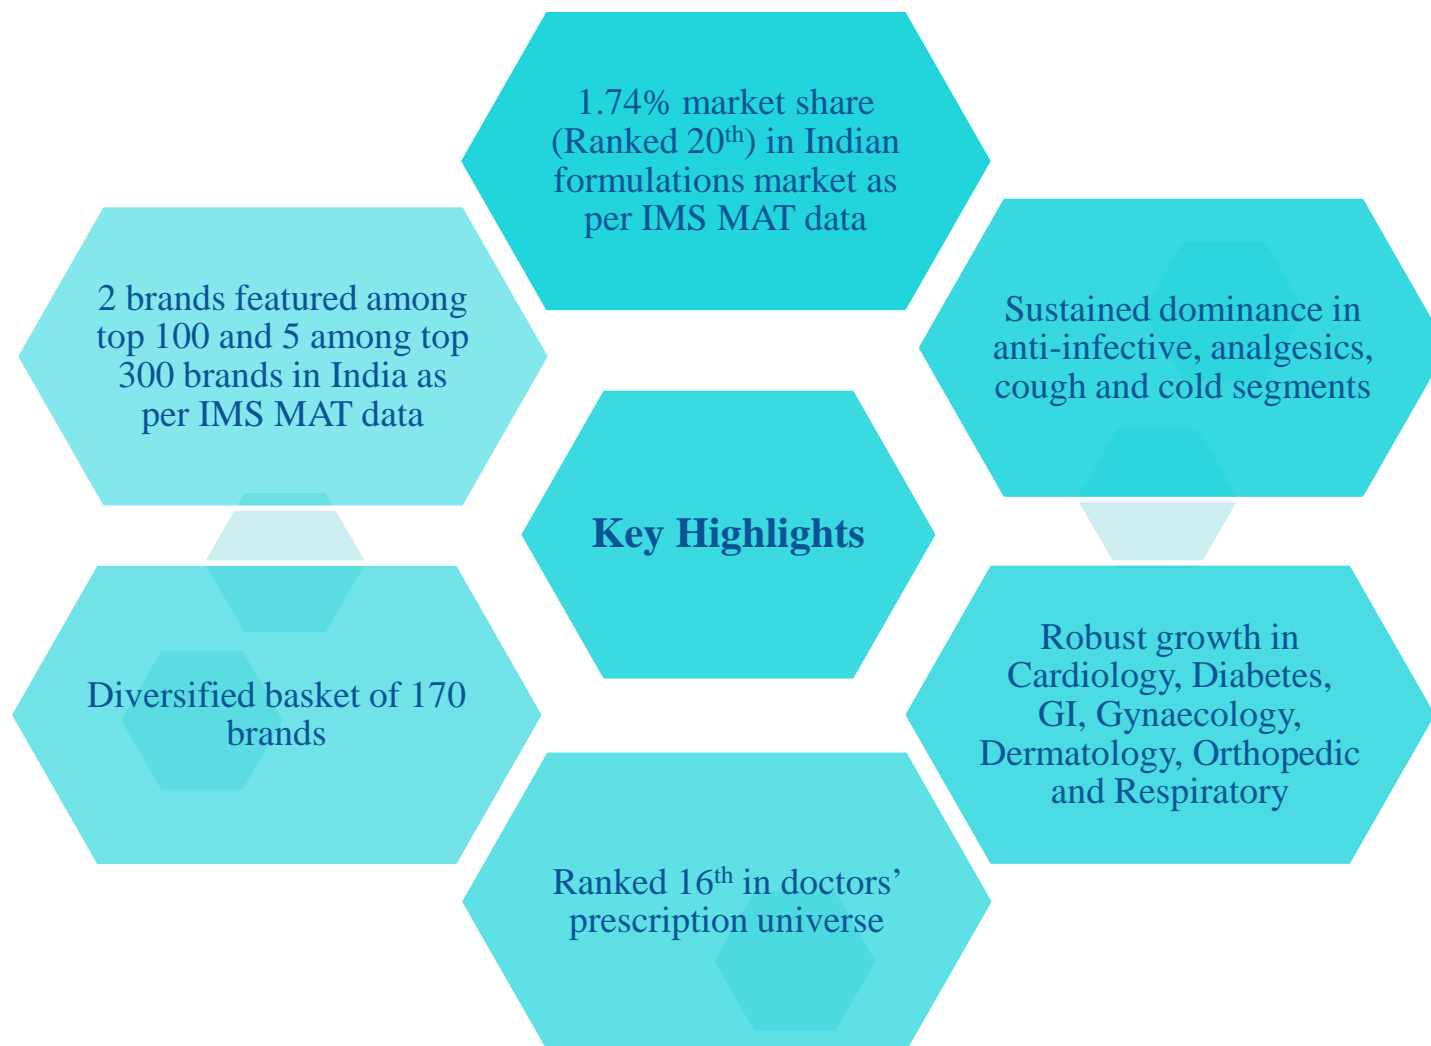 1.74% market share
(Ranked 20th) in Indian
formulations market as
per IMS MAT data
2 brands featured among
top 100 and 5 among top
300 brands in India as
per IMS MAT data
Sustained dominance in
anti-infective, analgesics,
cough and cold segments
Key Highlights
Diversified basket of 170
brands
Robust growth in
Cardiology, Diabetes,
GI, Gynaecology,
Dermatology, Orthopedic
and Respiratory
Ranked 16th in doctors’
prescription universe